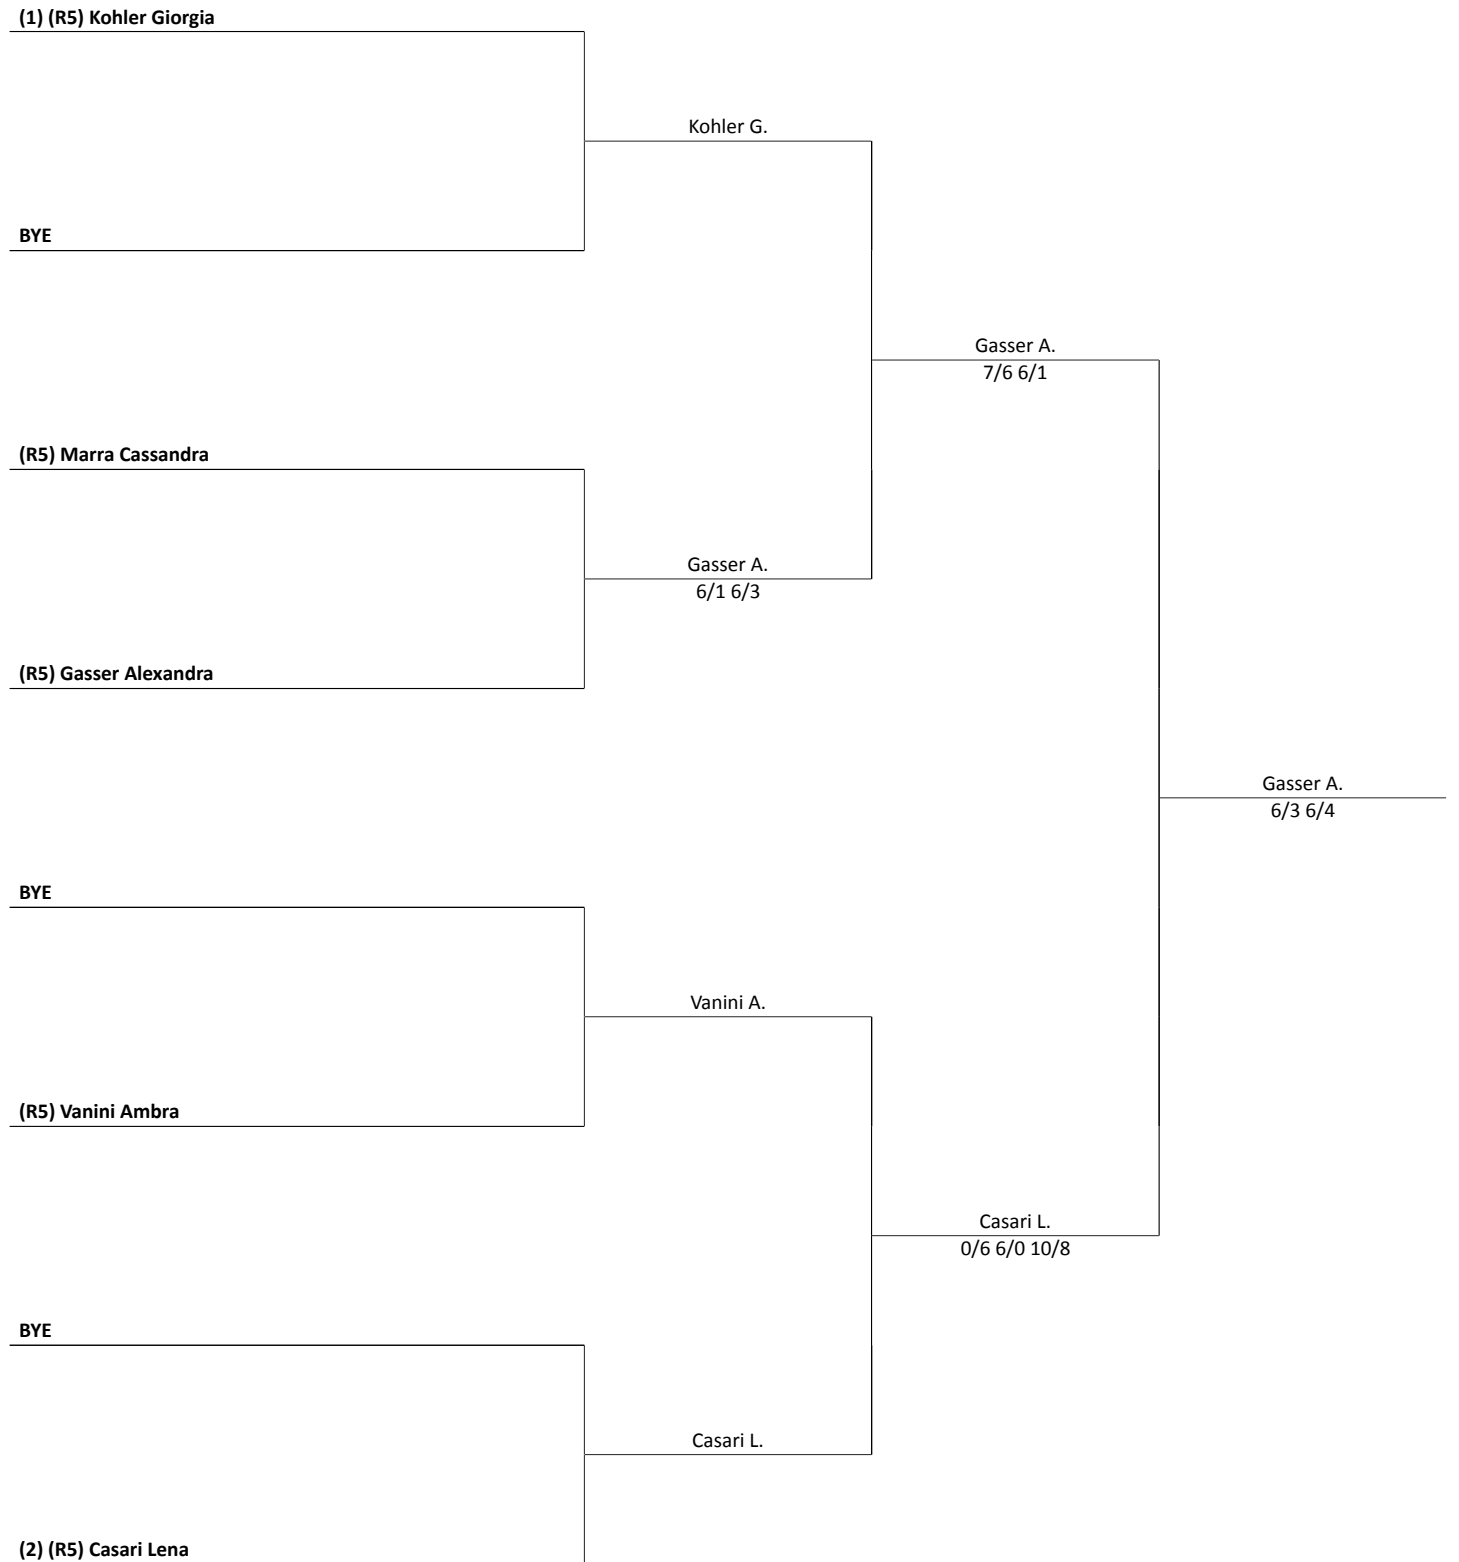 (1) (R5) Kohler Giorgia
Kohler G.
BYE
Gasser A.
7/6 6/1
(R5) Marra Cassandra
Gasser A.
6/1 6/3
(R5) Gasser Alexandra
Gasser A.
6/3 6/4
BYE
Vanini A.
(R5) Vanini Ambra
Casari L.
0/6 6/0 10/8
BYE
Casari L.
(2) (R5) Casari Lena